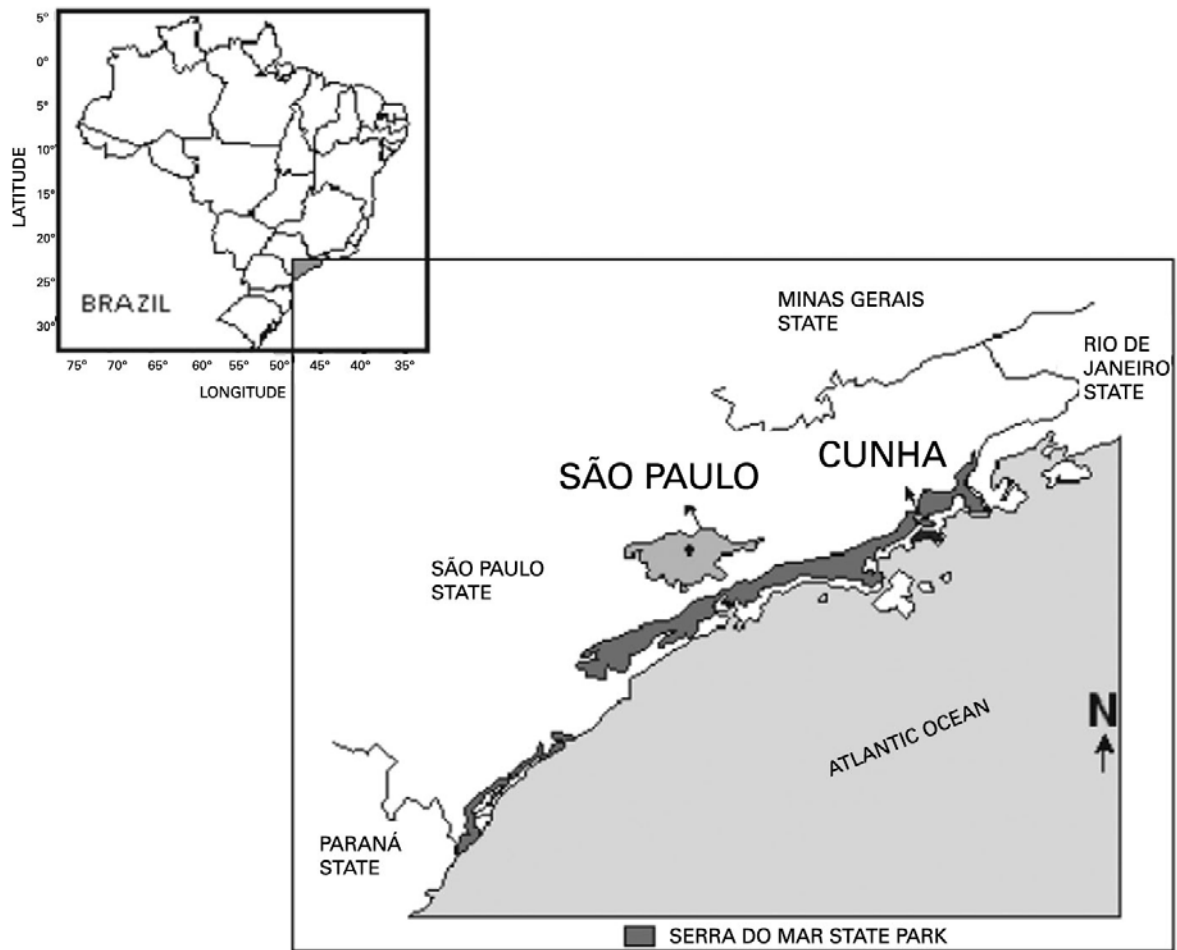 5°
0°
5°
10°
15°
20°
25°
30°
LATITUDE
BRAZIL
75° 70° 65° 60° 55° 50° 45° 40° 35°
LONGITUDE
MINAS GERAIS
STATE
RIO DE
JANEIRO
STATE
CUNHA
SÃO PAULO
SÃO PAULO
STATE
ATLANTIC OCEAN
N
PARANÁ
STATE
SERRA DO MAR STATE PARK